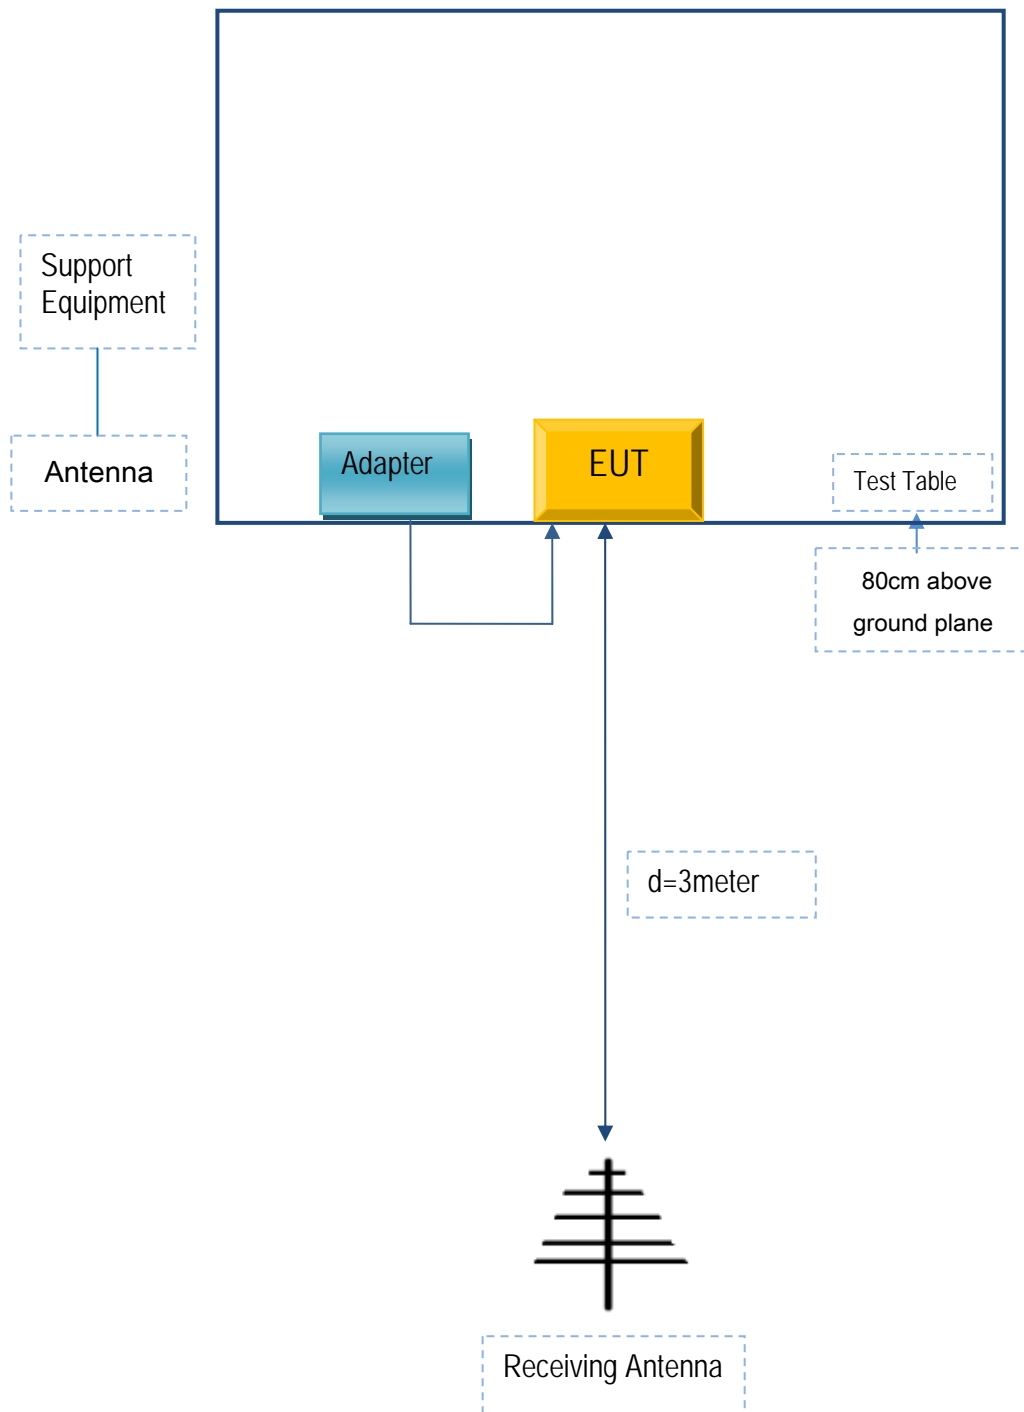 Support
Equipment
Antenna
Adapter
EUT
Test Table
80cm above
ground plane
d=3meter
Receiving Antenna